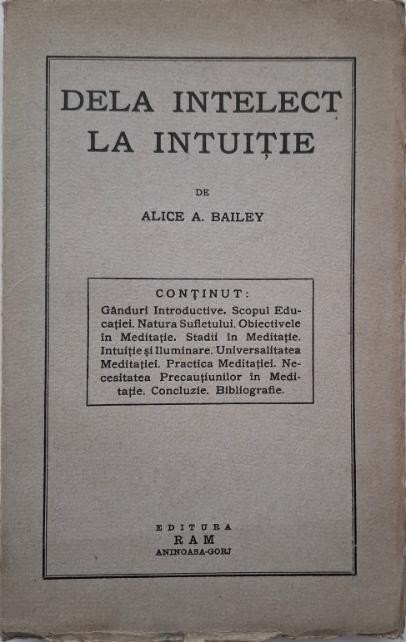 DELA INTELECT
LA INTUIȚIE
DE
ALICE A. BAILEY
CONȚINUT:
Gânduri Introductive. Scopul Edu-
cației. Natura Sufletului. Obiectivele
în Meditație. Stadii în Meditație.
Intuiție și Iluminare. Universalitatea
Meditației. Practica Meditației. Ne-
cesitatea Precauțiunilor în Medi-
tație. Concluzie. Bibliografie.
EDITURA
RAM
ANINOASA-GORJ